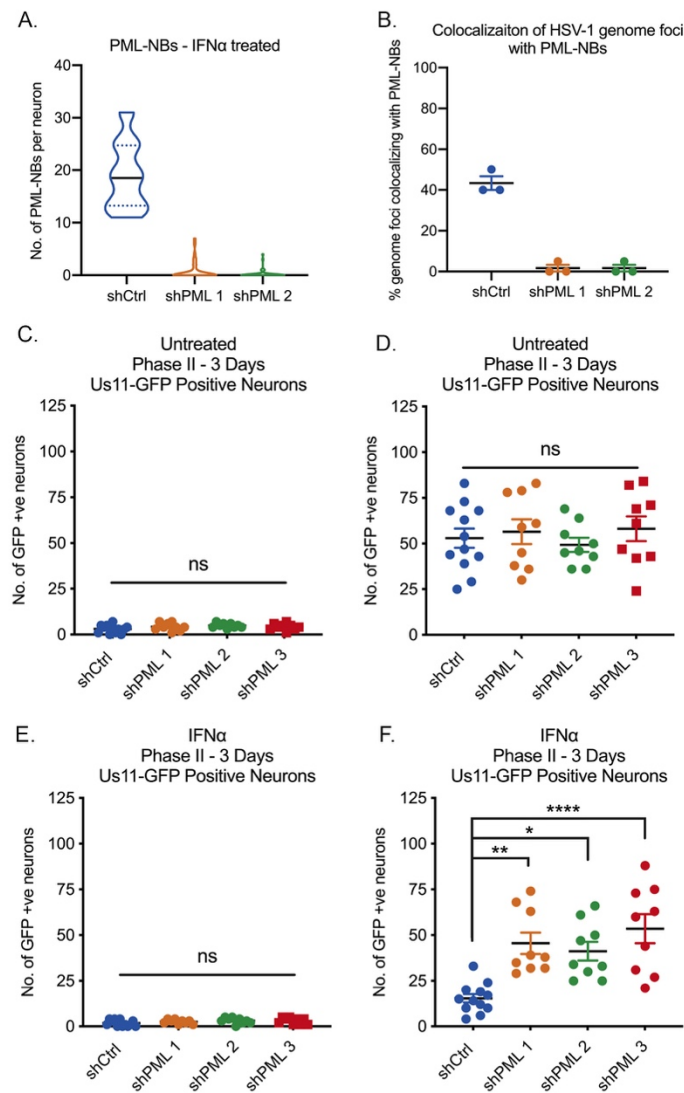 A.
PML-NBs - IFNα treated
No. of PML-NBs per neuron
40
30
20
10
0
shCtrl
shPML 1
shPML 2
B.
Colocalizaiton of HSV-1 genome foci
with PML-NBs
% genome foci colocalizing with PML-NBs
100
80
60
40
20
0
shCtrl
shPML 1
shPML 2
C.
Untreated
Phase II - 3 Days
Us11-GFP Positive Neurons
No. of GFP +ve neurons
125
100
75
50
25
0
ns
shCtrl
shPML 1
shPML 2
shPML 3
D.
Untreated
Phase II - 3 Days
Us11-GFP Positive Neurons
No. of GFP +ve neurons
125
100
75
50
25
0
ns
shCtrl
shPML 1
shPML 2
shPML 3
E.
IFNα
Phase II - 3 Days
Us11-GFP Positive Neurons
No. of GFP +ve neurons
125
100
75
50
25
0
ns
shCtrl
shPML 1
shPML 2
shPML 3
F.
IFNα
Phase II - 3 Days
Us11-GFP Positive Neurons
No. of GFP +ve neurons
125
100
75
50
25
0
****
*
**
shCtrl
shPML 1
shPML 2
shPML 3